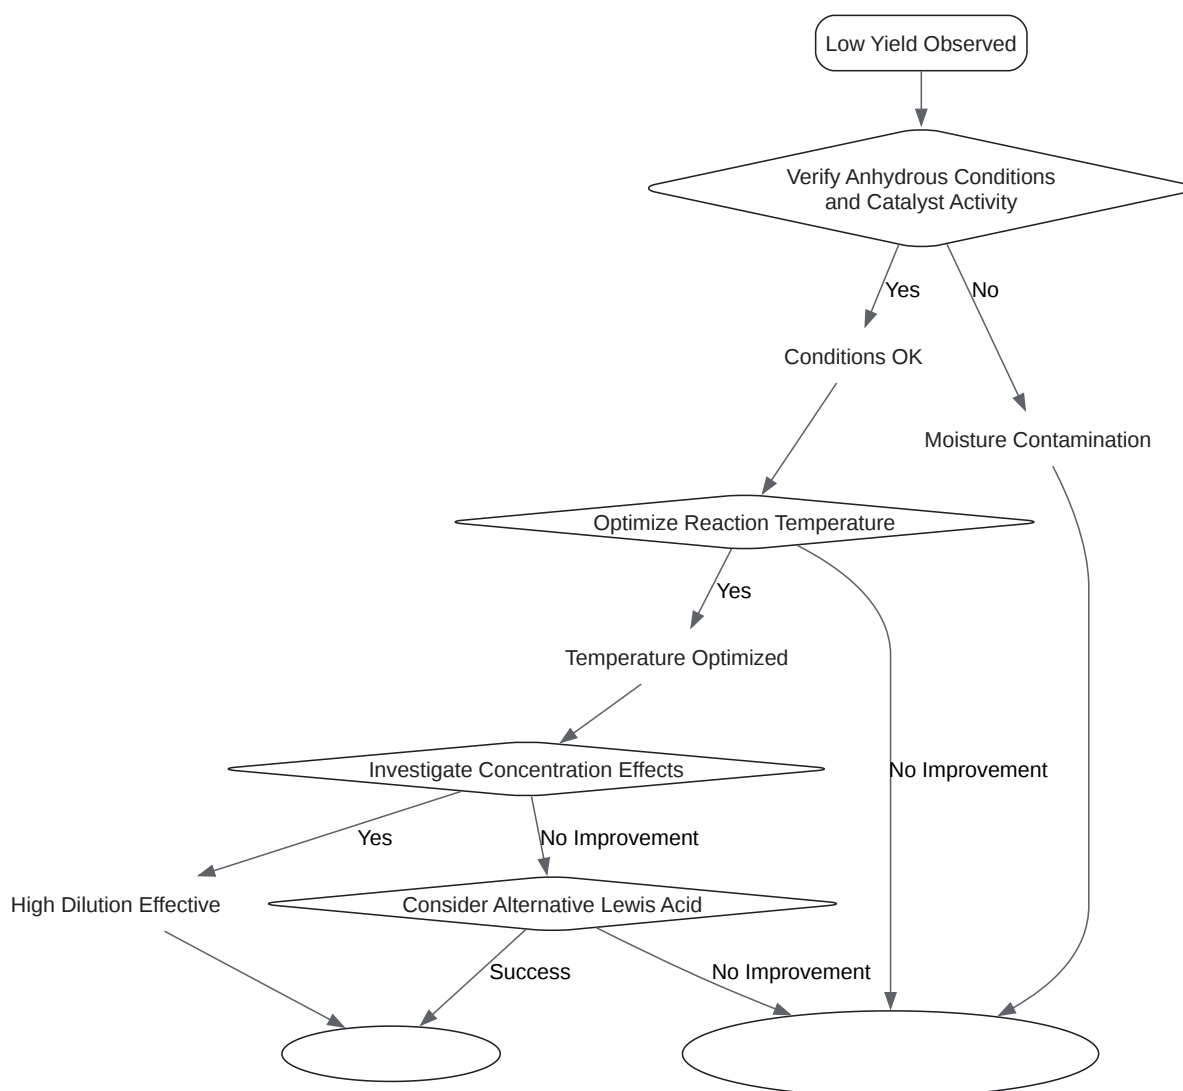 Low Yield Observed
Verify Anhydrous Conditions
and Catalyst Activity
Yes
No
Conditions OK
Moisture Contamination
Optimize Reaction Temperature
Yes
Temperature Optimized
No Improvement
Investigate Concentration Effects
Yes
No Improvement
High Dilution Effective
Consider Alternative Lewis Acid
Success
No Improvement